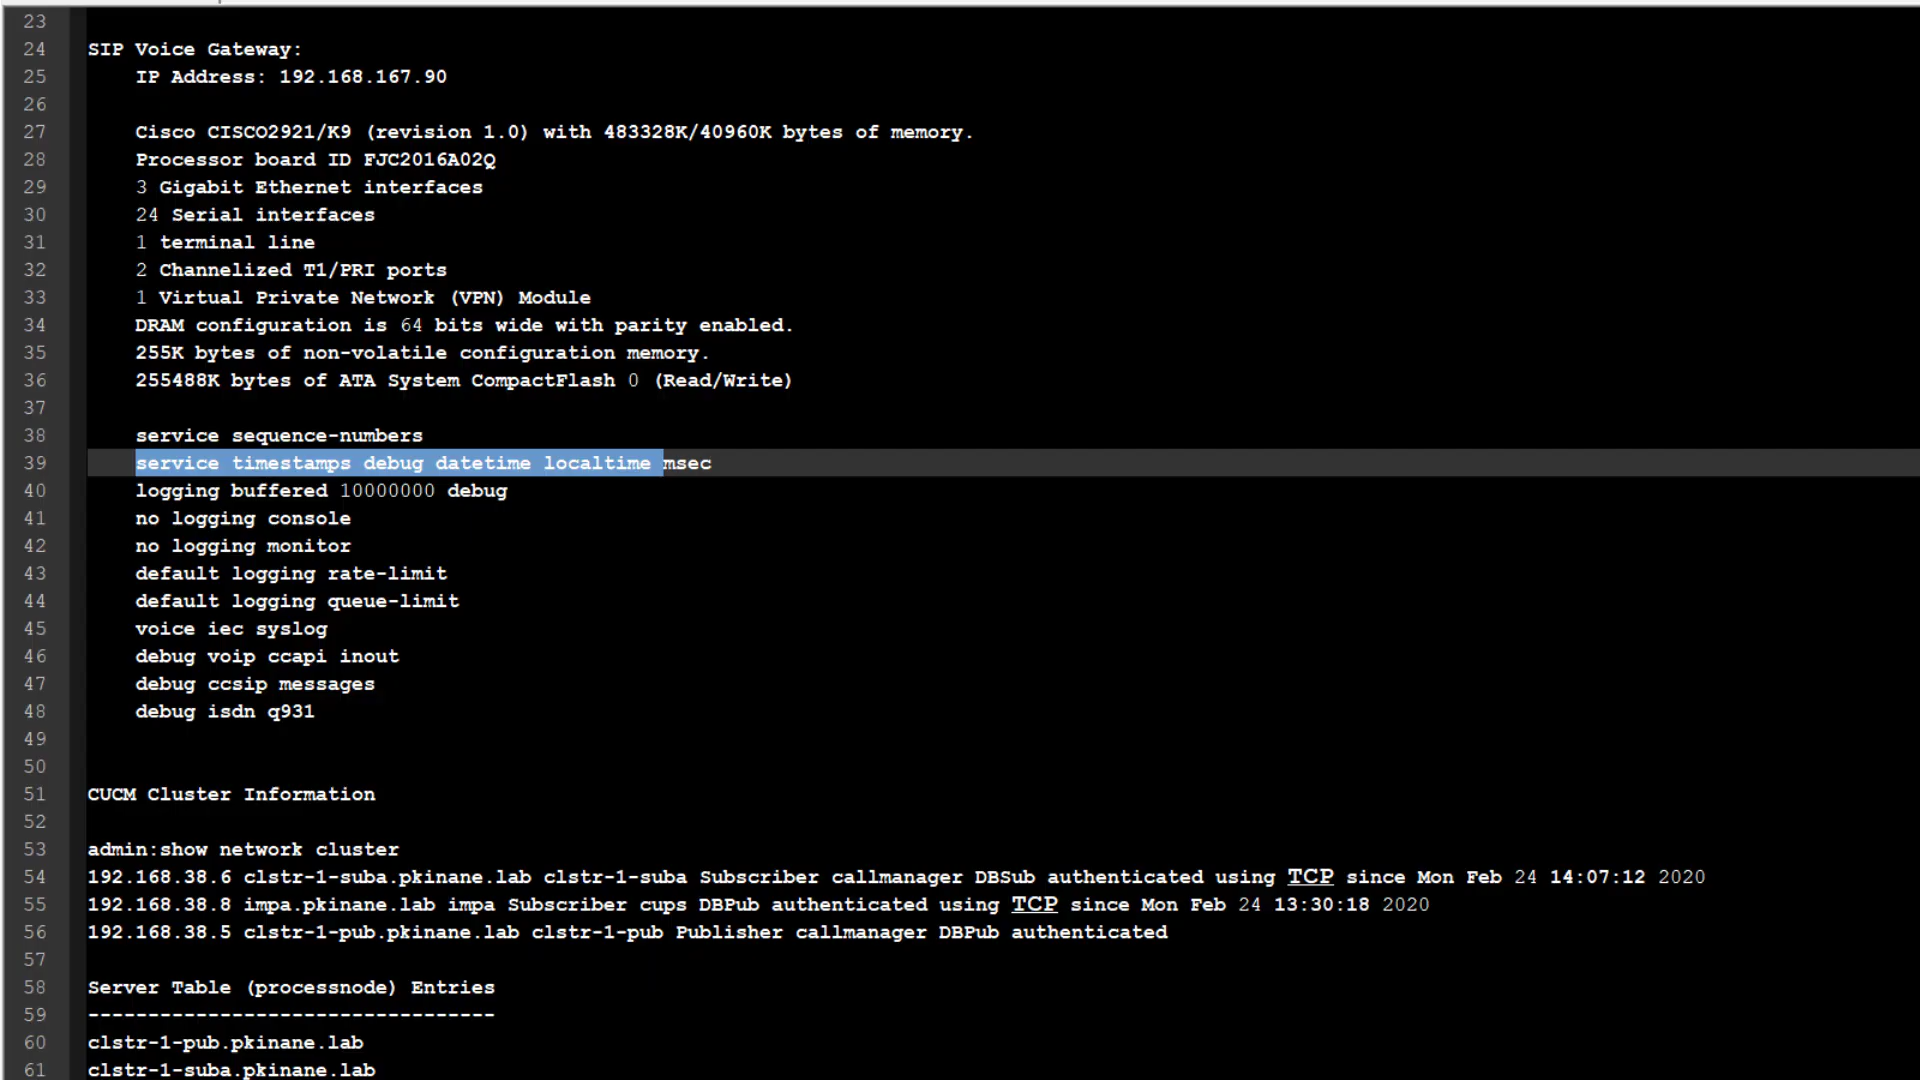 23
24 SIP Voice Gateway:
25 IP Address: 192.168.167.90
26
27 Cisco CISCO2921/K9 (revision 1.0) with 483328K/40960K bytes of memory.
28 Processor board ID FJC2016A02Q
29 3 Gigabit Ethernet interfaces
30 24 Serial interfaces
31 1 terminal line
32 2 Channelized T1/PRI ports
33 1 Virtual Private Network (VPN) Module
34 DRAM configuration is 64 bits wide with parity enabled.
35 255K bytes of non-volatile configuration memory.
36 255488K bytes of ATA System CompactFlash 0 (Read/Write)
37
38 service sequence-numbers
39 service timestamps debug datetime localtime msec
40 logging buffered 10000000 debug
41 no logging console
42 no logging monitor
43 default logging rate-limit
44 default logging queue-limit
45 voice iec syslog
46 debug voip ccapi inout
47 debug ccsip messages
48 debug isdn q931
49
50
51 CUCM Cluster Information
52
53 admin:show network cluster
54 192.168.38.6 clstr-1-suba.pkinane.lab clstr-1-suba Subscriber callmanager DBSub authenticated using TCP since Mon Feb 24 14:07:12 2020
55 192.168.38.8 impa.pkinane.lab impa Subscriber cups DBPub authenticated using TCP since Mon Feb 24 13:30:18 2020
56 192.168.38.5 clstr-1-pub.pkinane.lab clstr-1-pub Publisher callmanager DBPub authenticated
57
58 Server Table (processnode) Entries
59 ----------------------------------
60 clstr-1-pub.pkinane.lab
61 clstr-1-suba.pkinane.lab